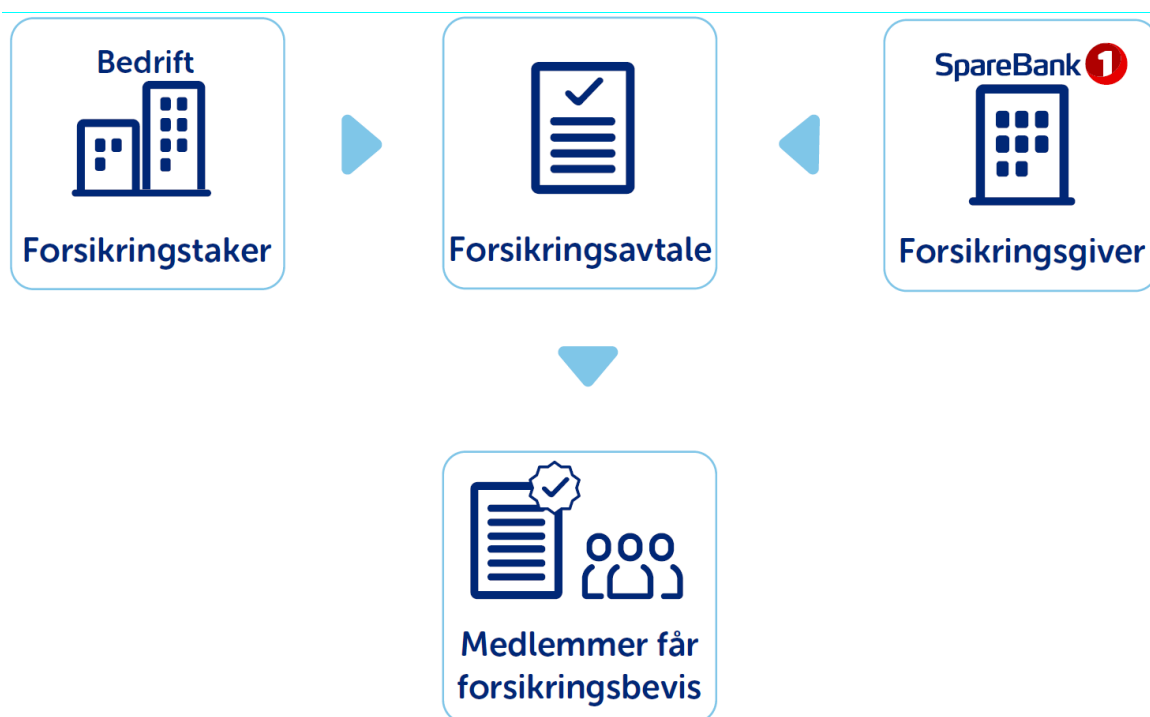 Bedrift
Forsikringstaker
Forsikringsavtale
SpareBank 1
Forsikringsgiver
Medlemmer får
forsikringsbevis